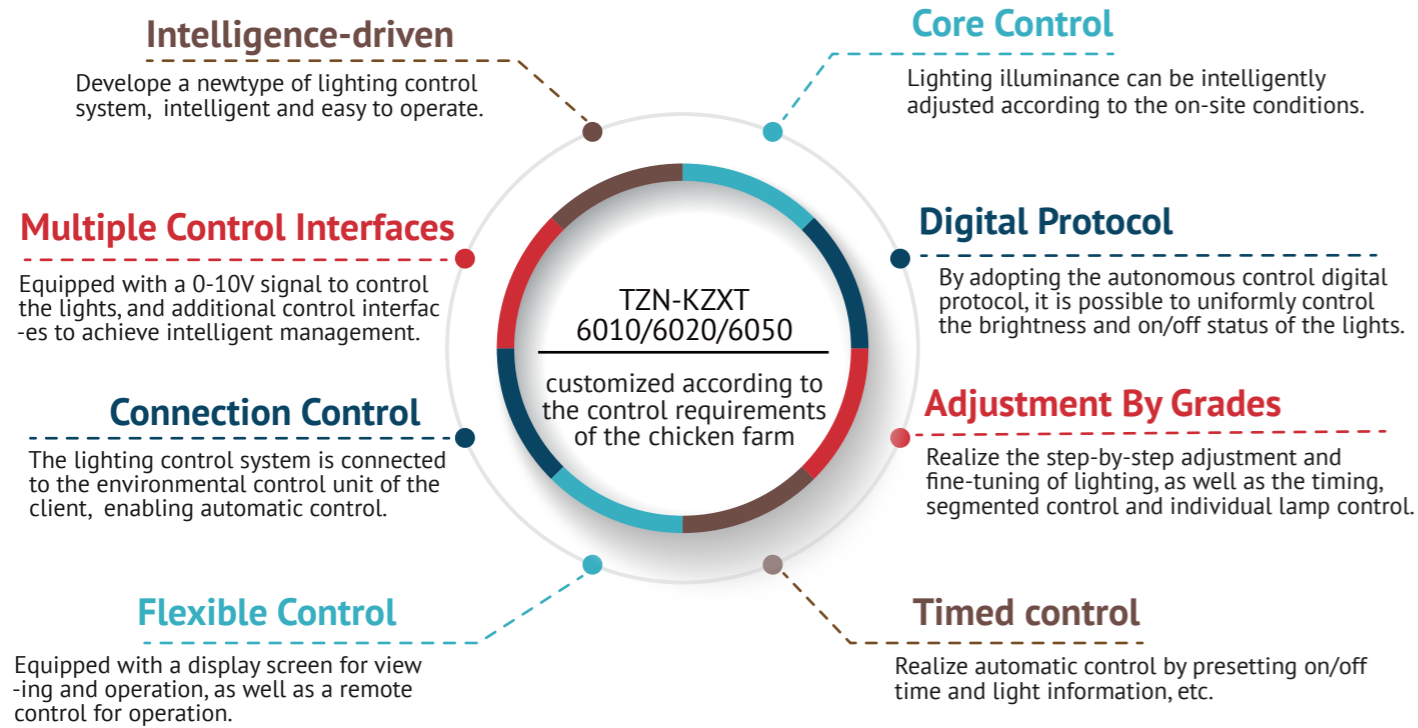 Intelligence-driven
Develope a newtype of lighting control
system, intelligent and easy to operate.
Multiple Control Interfaces
Equipped with a 0-10V signal to control
the lights, and additional control interfac
-es to achieve intelligent management.
Connection Control
The lighting control system is connected
to the environmental control unit of the
client, enabling automatic control.
Flexible Control
Equipped with a display screen for view
-ing and operation, as well as a remote
control for operation.
TZN-KZXT
6010/6020/6050
customized according to
the control requirements
of the chicken farm
Core Control
Lighting illuminance can be intelligently
adjusted according to the on-site conditions.
Digital Protocol
By adopting the autonomous control digital
protocol, it is possible to uniformly control
the brightness and on/off status of the lights.
Adjustment By Grades
Realize the step-by-step adjustment and
fine-tuning of lighting, as well as the timing,
segmented control and individual lamp control.
Timed control
Realize automatic control by presetting on/off
time and light information, etc.